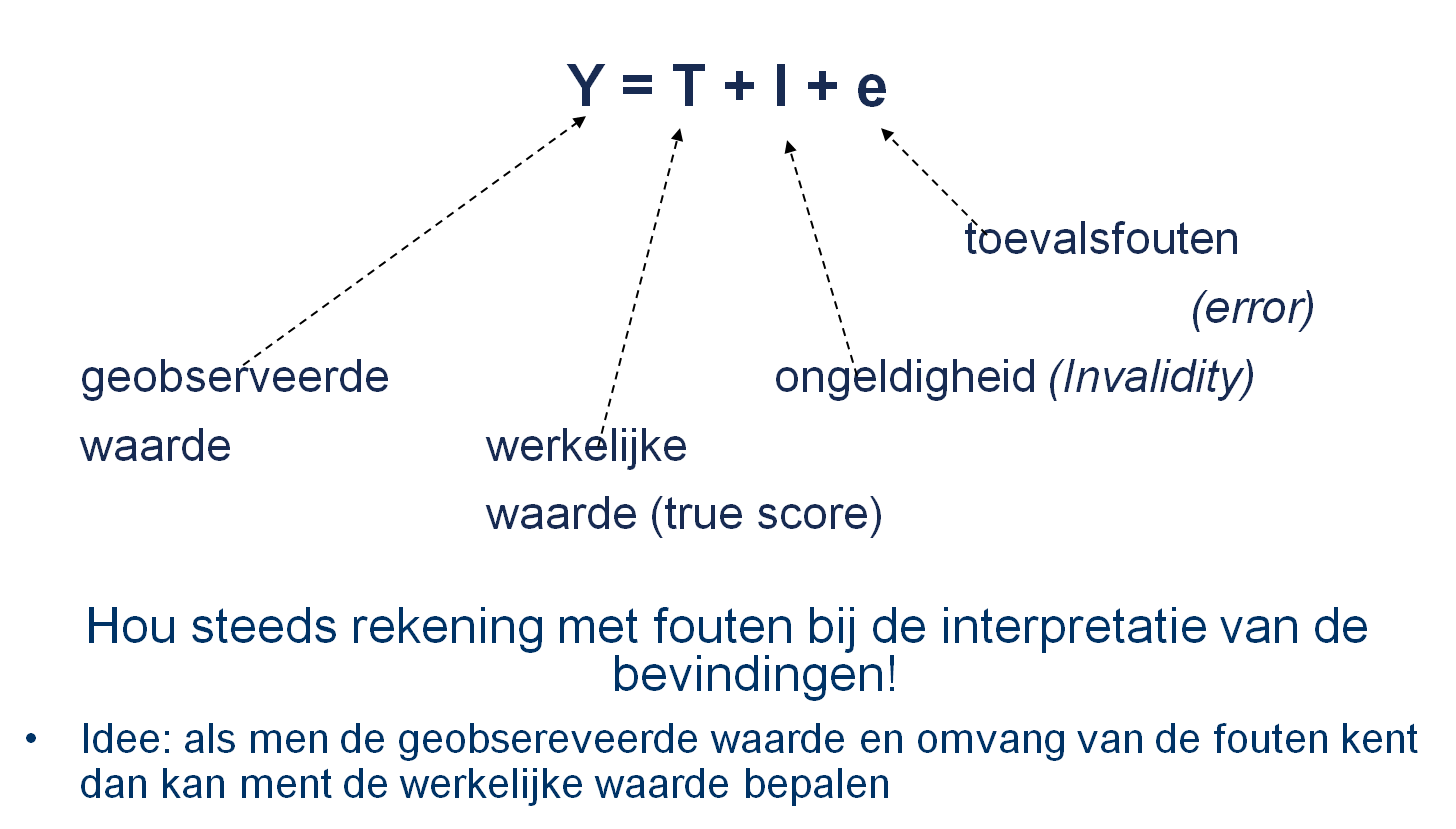 Y = T + I + e
toevalsfouten
(error)
geobserveerde
ongeldigheid (Invalidity)
waarde
werkelijke
waarde (true score)
Hou steeds rekening met fouten bij de interpretatie van de
bevindingen!
• Idee: als men de geobsereveerde waarde en omvang van de fouten kent
dan kan ment de werkelijke waarde bepalen